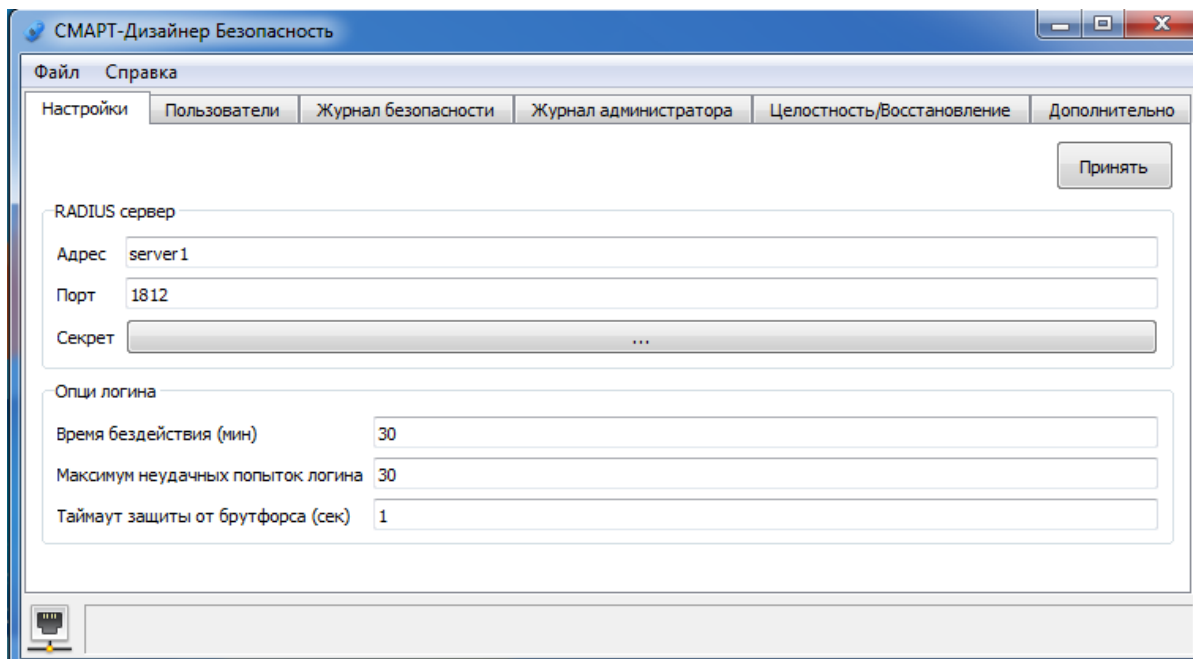 СМАРТ-Дизайнер Безопасность
Файл Справка
Настройки Пользователи Журнал безопасности Журнал администратора Целостность/Восстановление Дополнительно
Принять
RADIUS сервер
Адрес server1
Порт 1812
Секрет ...
Опци логина
Время бездействия (мин) 30
Максимум неудачных попыток логина 30
Таймаут защиты от брутфорса (сек) 1